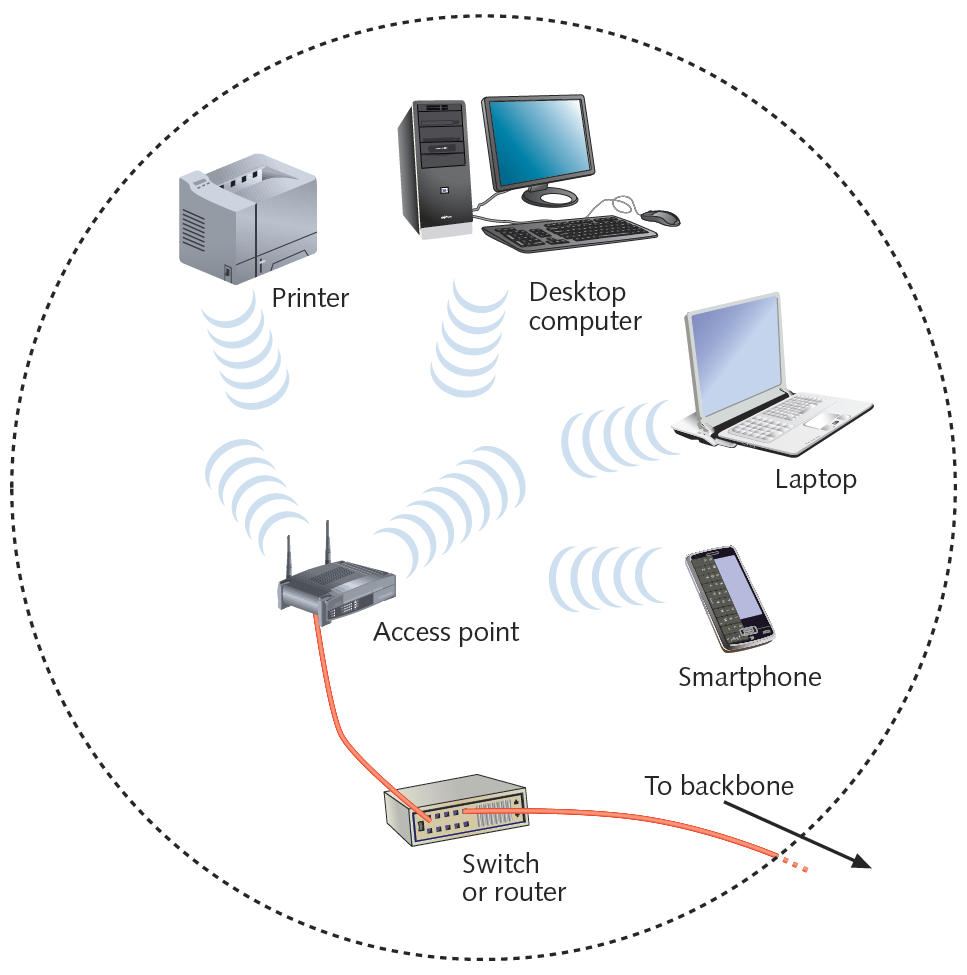 Printer
Desktop
computer
Laptop
Access point
Smartphone
To backbone
Switch
or router